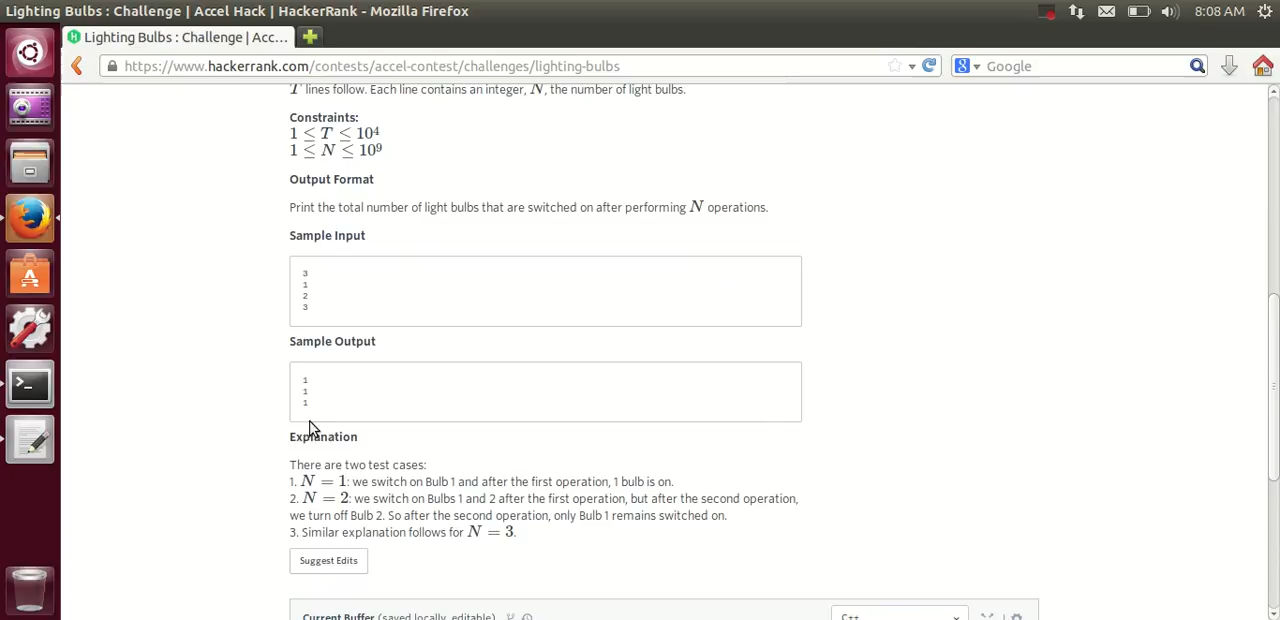 Lighting Bulbs : Challenge | Accel Hack | HackerRank - Mozilla Firefox
8:08 AM
Lighting Bulbs : Challenge | Acc...
https://www.hackerrank.com/contests/accel-contest/challenges/lighting-bulbs
Google
T lines follow. Each line contains an integer, N, the number of light bulbs.
Constraints:
1 ≤ T ≤ 10⁴
1 ≤ N ≤ 10⁹
Output Format
Print the total number of light bulbs that are switched on after performing N operations.
Sample Input
3
1
2
3
Sample Output
1
1
1
Explanation
There are two test cases:
1. N = 1: we switch on Bulb 1 and after the first operation, 1 bulb is on.
2. N = 2: we switch on Bulbs 1 and 2 after the first operation, but after the second operation,
we turn off Bulb 2. So after the second operation, only Bulb 1 remains switched on.
3. Similar explanation follows for N = 3.
Suggest Edits
Current Buffer (saved locally, editable)
C++